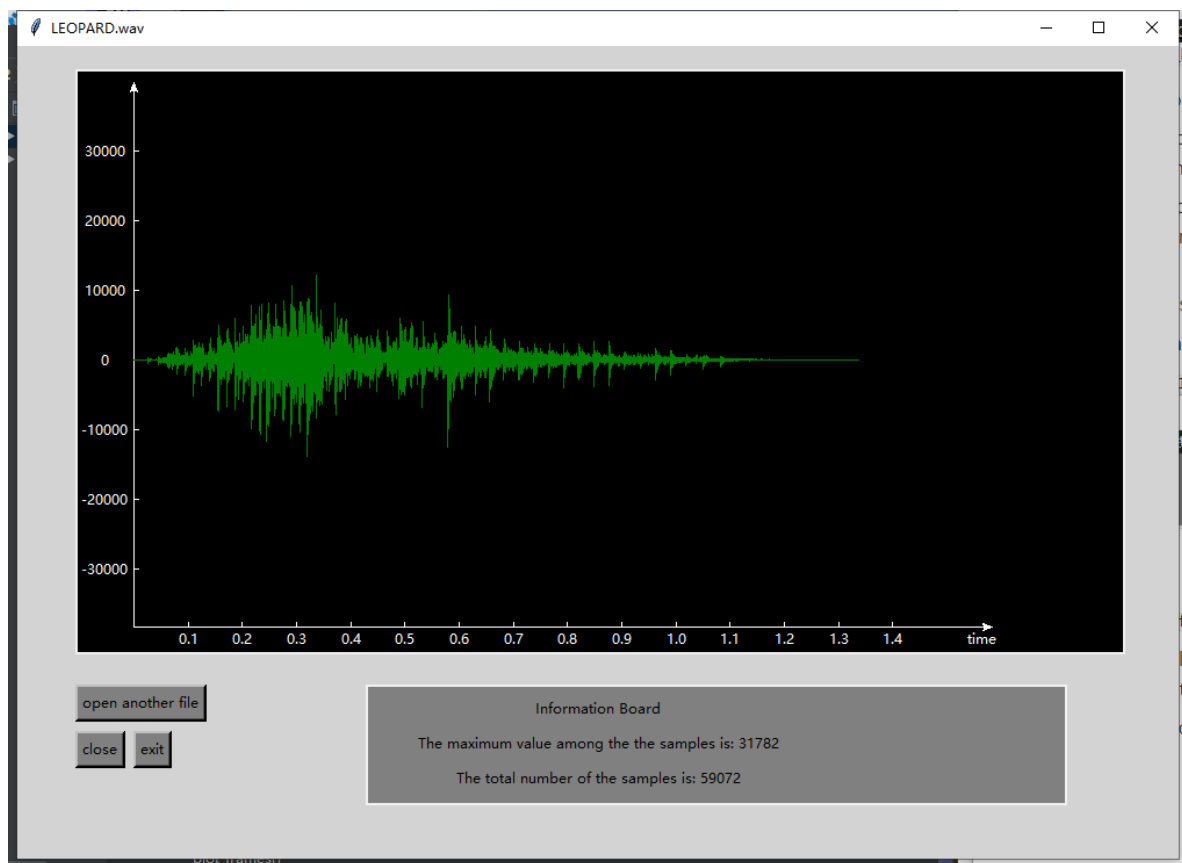 LEOPARD.wav
30000
20000
10000
0
-10000
-20000
-30000
0.1 0.2 0.3 0.4 0.5 0.6 0.7 0.8 0.9 1.0 1.1 1.2 1.3 1.4 time
open another file
close exit
Information Board
The maximum value among the the samples is: 31782
The total number of the samples is: 59072